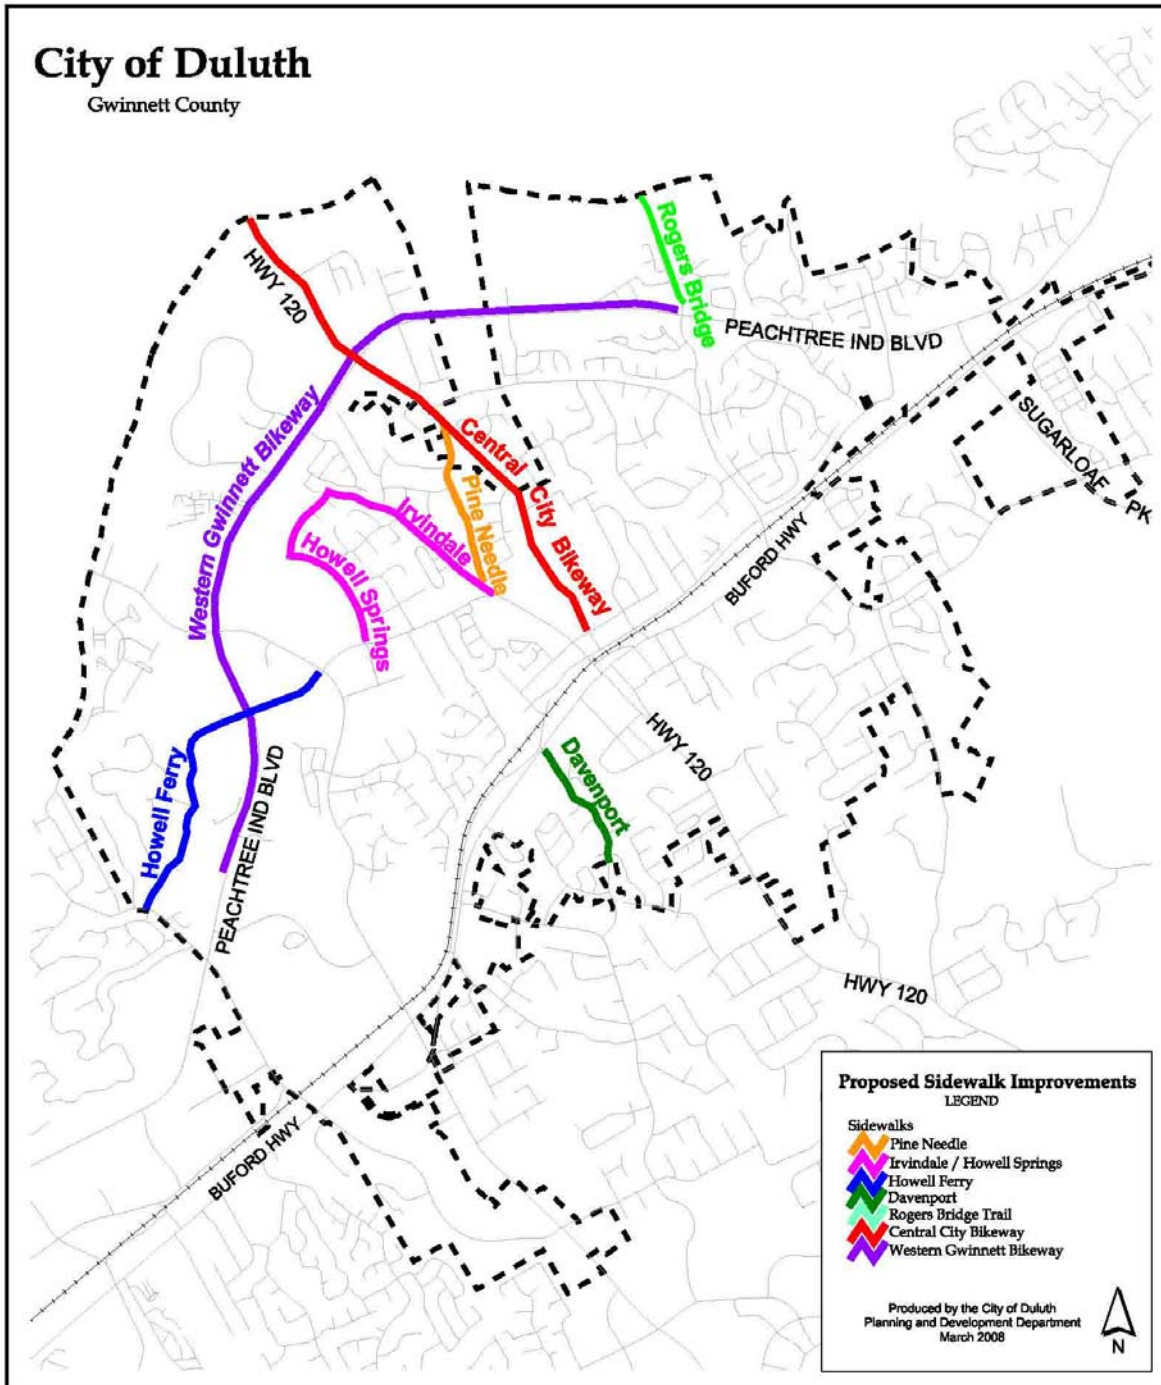 City of Duluth
Gwinnett County
Rogers Bridge
HWY 120
PEACHTREE IND BLVD
Western Gwinnett Bikeway
Central City Bikeway
SUGARLOAF PK
Pine Needle
Irvindale
Howell Springs
BUFORD HWY
HWY 120
Davenport
Howell Ferry
PEACHTREE IND BLVD
HWY 120
BUFORD HWY
Proposed Sidewalk Improvements
LEGEND
Sidewalks
Pine Needle
Irvindale / Howell Springs
Howell Ferry
Davenport
Rogers Bridge Trail
Central City Bikeway
Western Gwinnett Bikeway
Produced by the City of Duluth
Planning and Development Department
March 2008
N